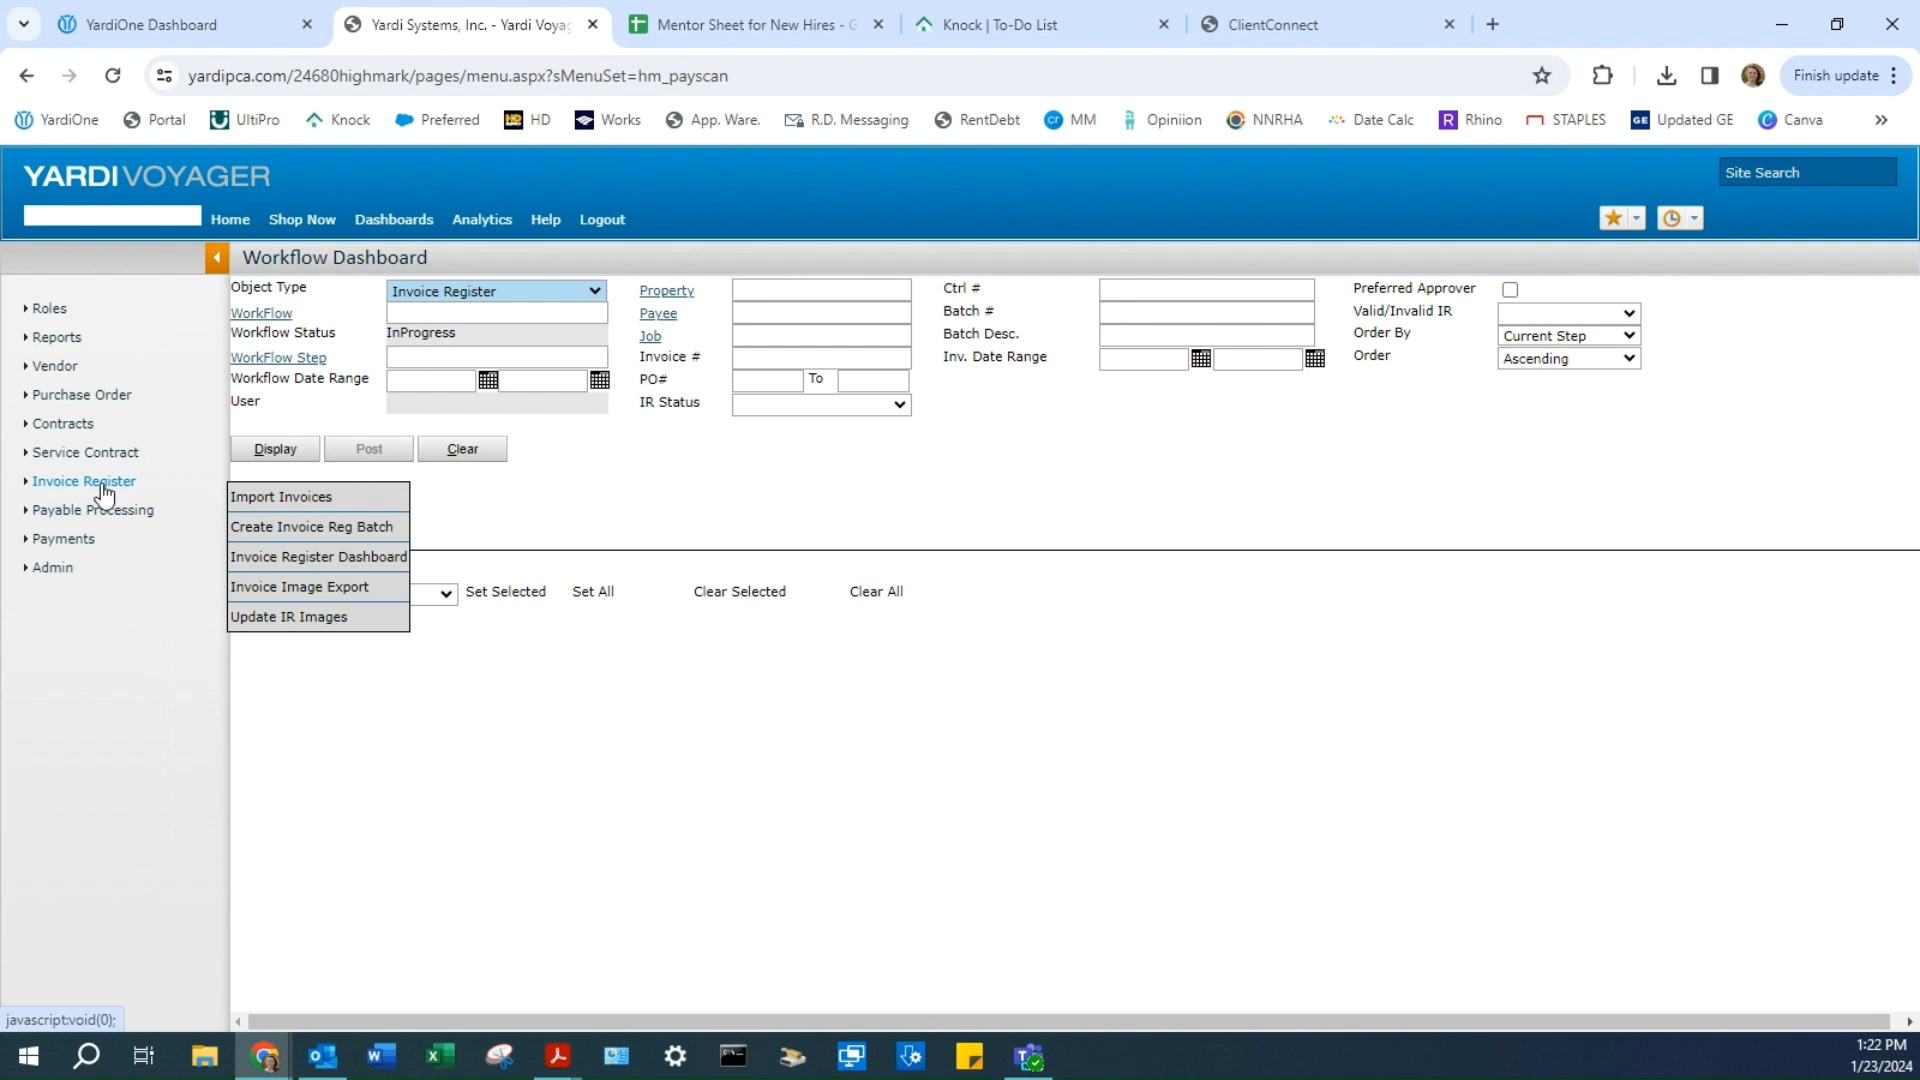 YardiOne Dashboard
Yardi Systems, Inc. - Yardi Voyag
Mentor Sheet for New Hires - G
Knock | To-Do List
ClientConnect
yardipca.com/24680highmark/pages/menu.aspx?sMenuSet=hm_payscan
Finish update
YardiOne
Portal
UltiPro
Knock
Preferred
HD
Works
App. Ware.
R.D. Messaging
RentDebt
cr MM
Opiniion
NNRHA
Date Calc
R Rhino
STAPLES
GE Updated GE
Canva
YARDI VOYAGER
Site Search
Home Shop Now Dashboards Analytics Help Logout
Workflow Dashboard
Roles
Reports
Vendor
Purchase Order
Contracts
Service Contract
Invoice Register
Payable Processing
Payments
Admin
Object Type Invoice Register
WorkFlow
Workflow Status InProgress
WorkFlow Step
Workflow Date Range
User
Property
Payee
Job
Invoice #
PO# To
IR Status
Ctrl #
Batch #
Batch Desc.
Inv. Date Range
Preferred Approver
Valid/Invalid IR
Order By Current Step
Order Ascending
Display Post Clear
Import Invoices
Create Invoice Reg Batch
Invoice Register Dashboard
Invoice Image Export
Update IR Images
Set Selected Set All Clear Selected Clear All
javascript:void(0);
1:22 PM
1/23/2024